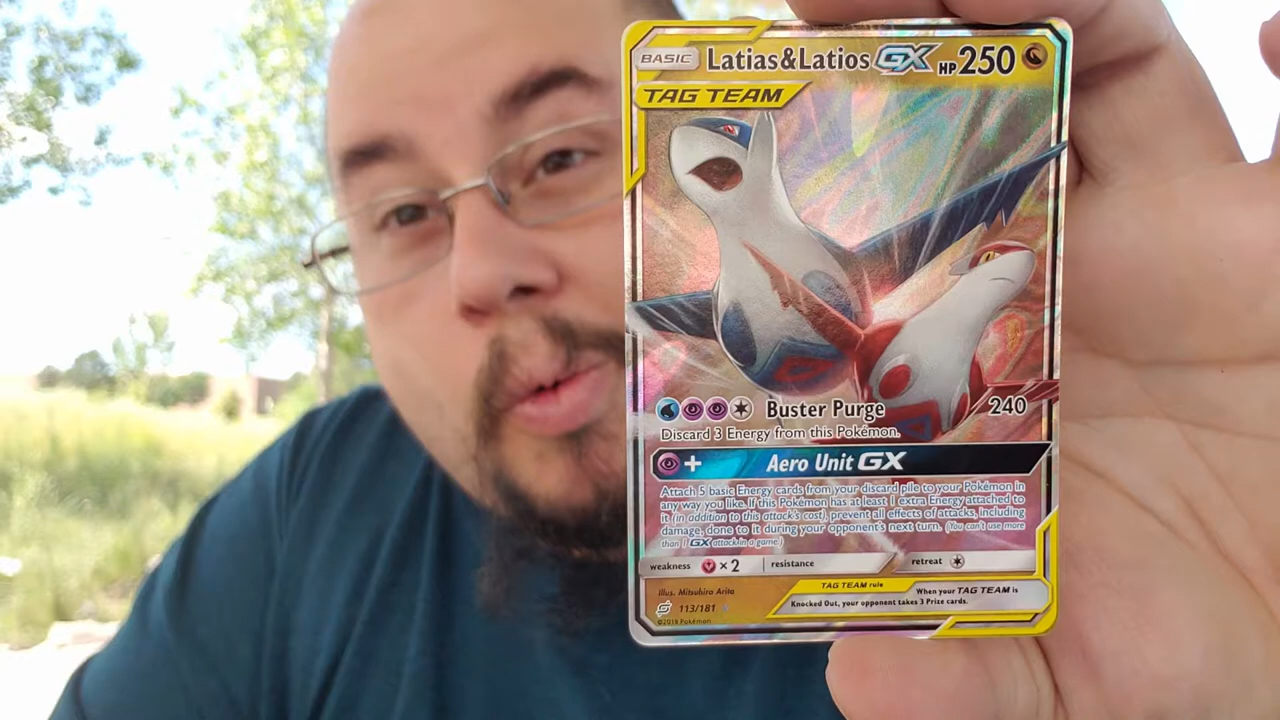 BASIC Latias&Latios GX HP250
TAG TEAM
Buster Purge 240
Discard 3 Energy from this Pokémon.
+ Aero Unit GX
Attach 5 basic Energy cards from your discard pile to your Pokémon in
any way you like. If this Pokémon has at least 1 extra Energy attached to
it (in addition to this attack's cost), prevent all effects of attacks, including
damage, done to it during your opponent's next turn. (You can't use more
than 1 GX attack in a game.)
weakness ×2 resistance retreat
TAG TEAM rule When your TAG TEAM is
Knocked Out, your opponent takes 3 Prize cards.
Illus. Mitsuhiro Arita
113/181
©2018 Pokémon